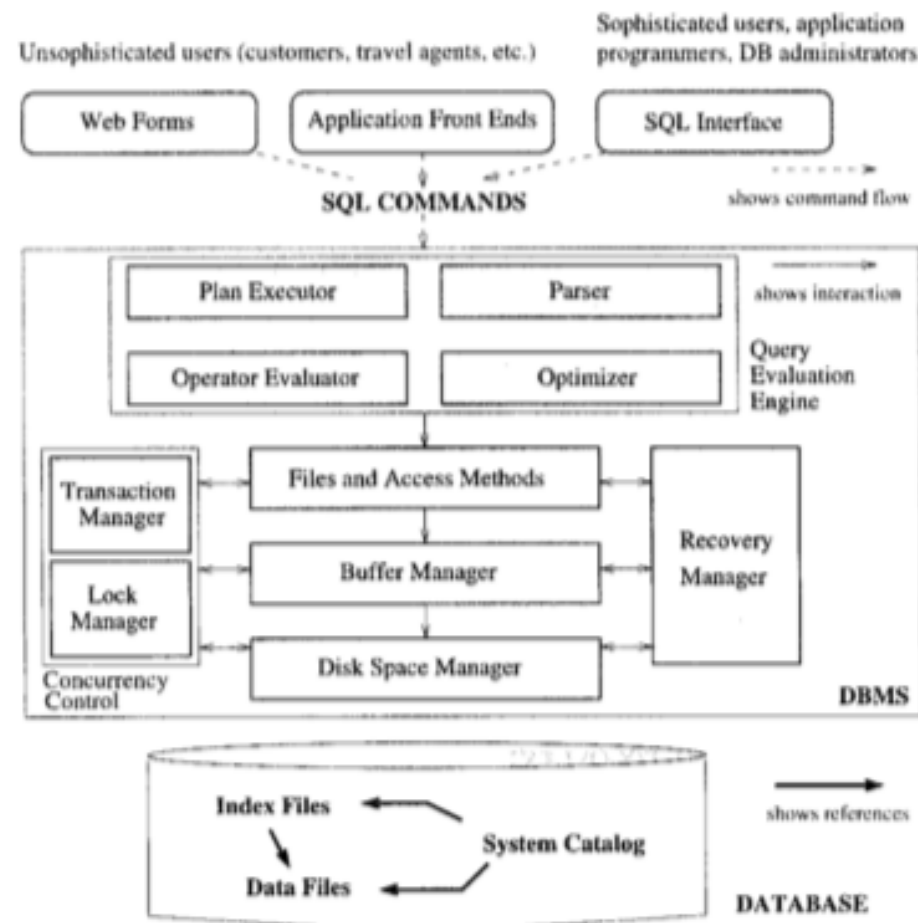 Sophisticated users, application
Unsophisticated users (customers, travel agents, etc.)
programmers, DB administrators
Web Forms
Application Front Ends
SQL Interface
SQL COMMANDS
shows command flow
Plan Executor
Parser
shows interaction
Operator Evaluator
Optimizer
Query
Evaluation
Engine
Files and Access Methods
Transaction
Manager
Recovery
Manager
Buffer Manager
Lock
Manager
Disk Space Manager
Concurrency
Control
DBMS
Index Files
shows references
System Catalog
Data Files
DATABASE